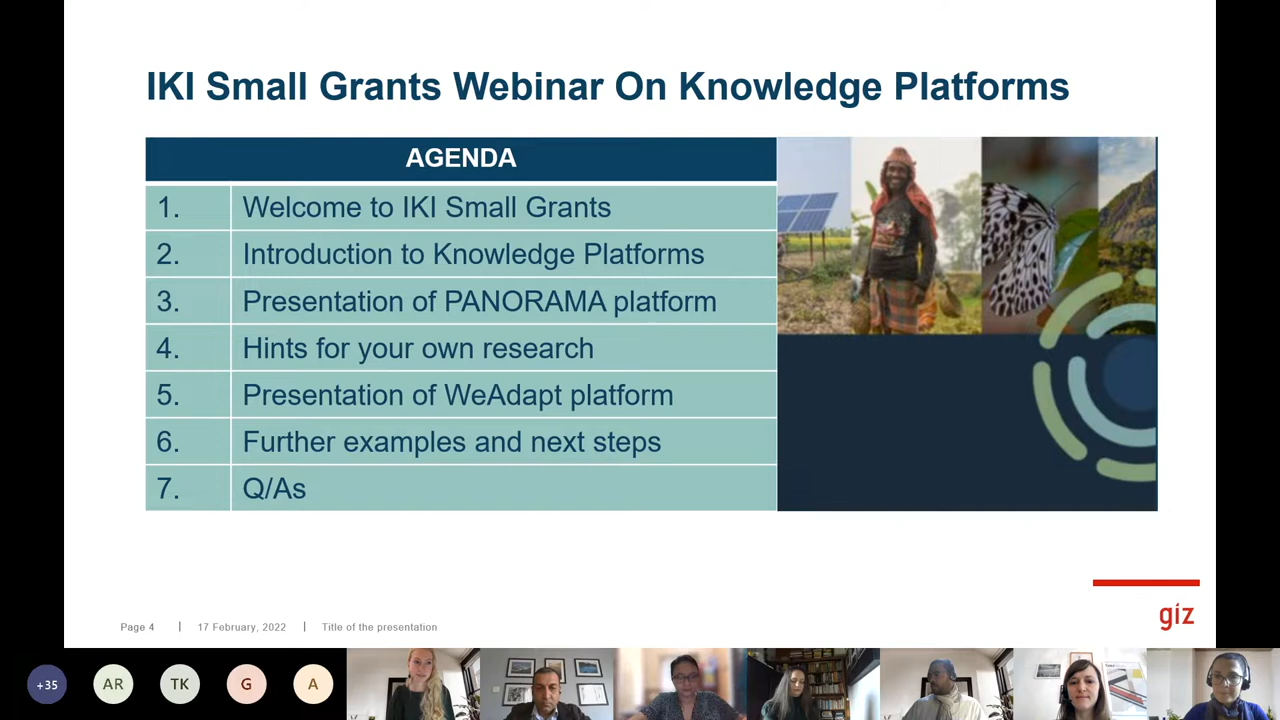 IKI Small Grants Webinar On Knowledge Platforms
AGENDA
1. Welcome to IKI Small Grants
2. Introduction to Knowledge Platforms
3. Presentation of PANORAMA platform
4. Hints for your own research
5. Presentation of WeAdapt platform
6. Further examples and next steps
7. Q/As
giz
Page 4 | 17 February, 2022 | Title of the presentation
+35 AR TK G A